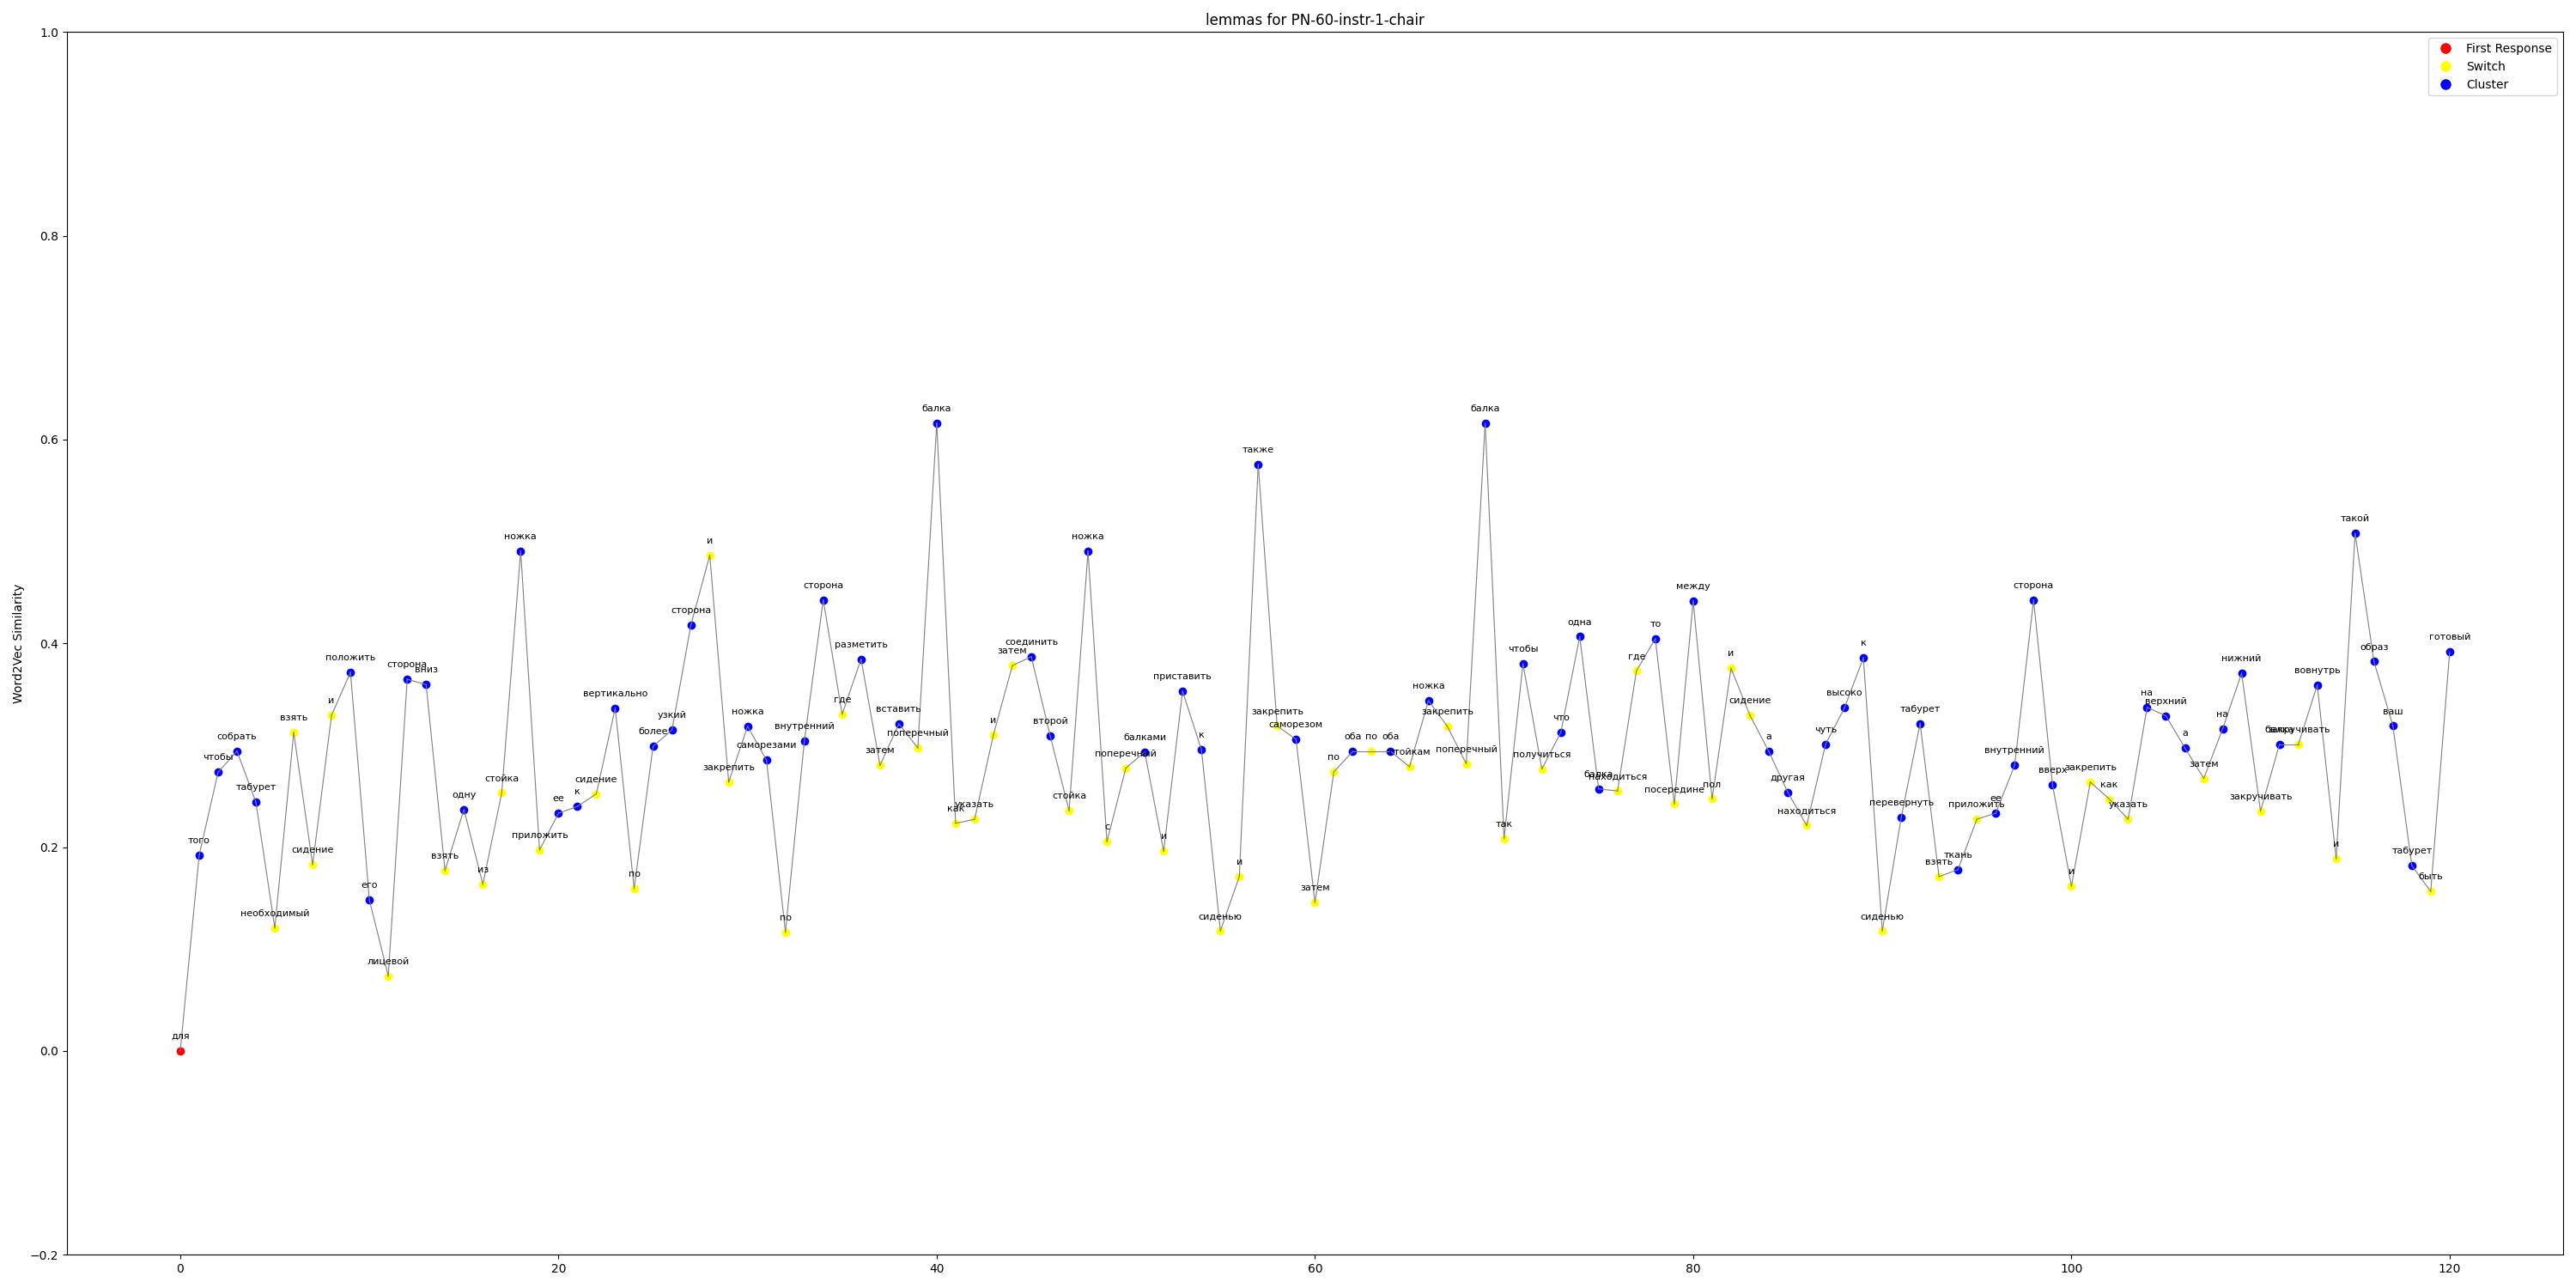 lemmas for PN-60-instr-1-chair
First Response
Switch
Cluster
Word2Vec Similarity
1.0
0.8
0.6
0.4
0.2
0.0
−0.2
для
того
чтобы
собрать
табурет
необходимый
взять
сидение
и
положить
его
лицевой
сторона
вниз
взять
одну
из
стойка
ножка
приложить
ее
к
сидение
вертикально
по
более
узкий
сторона
и
закрепить
ножка
саморезами
по
внутренний
сторона
где
разметить
затем
вставить
поперечный
балка
как
указать
и
затем
соединить
второй
стойка
ножка
с
поперечный
балками
и
приставить
к
сиденью
и
также
закрепить
саморезом
затем
по
оба
по
оба
стойкам
ножка
закрепить
поперечный
балка
так
чтобы
получиться
что
одна
балка
находиться
где
то
посередине
между
пол
и
сидение
а
другая
находиться
чуть
высоко
к
сиденью
перевернуть
табурет
взять
ткань
приложить
ее
внутренний
сторона
вверх
и
закрепить
как
указать
на
верхний
а
затем
на
нижний
закручивать
балка
закручивать
вовнутрь
и
такой
образ
ваш
табурет
быть
готовый
0
20
40
60
80
100
120